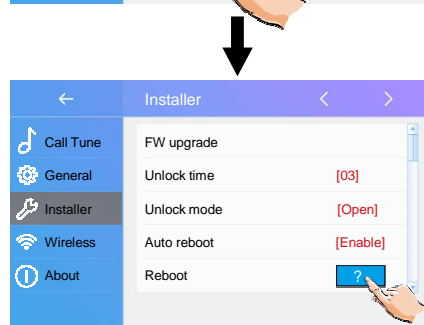 Installer
Call Tune
FW upgrade
General
Unlock time [03]
Installer
Unlock mode [Open]
Wireless
Auto reboot [Enable]
About
Reboot ?